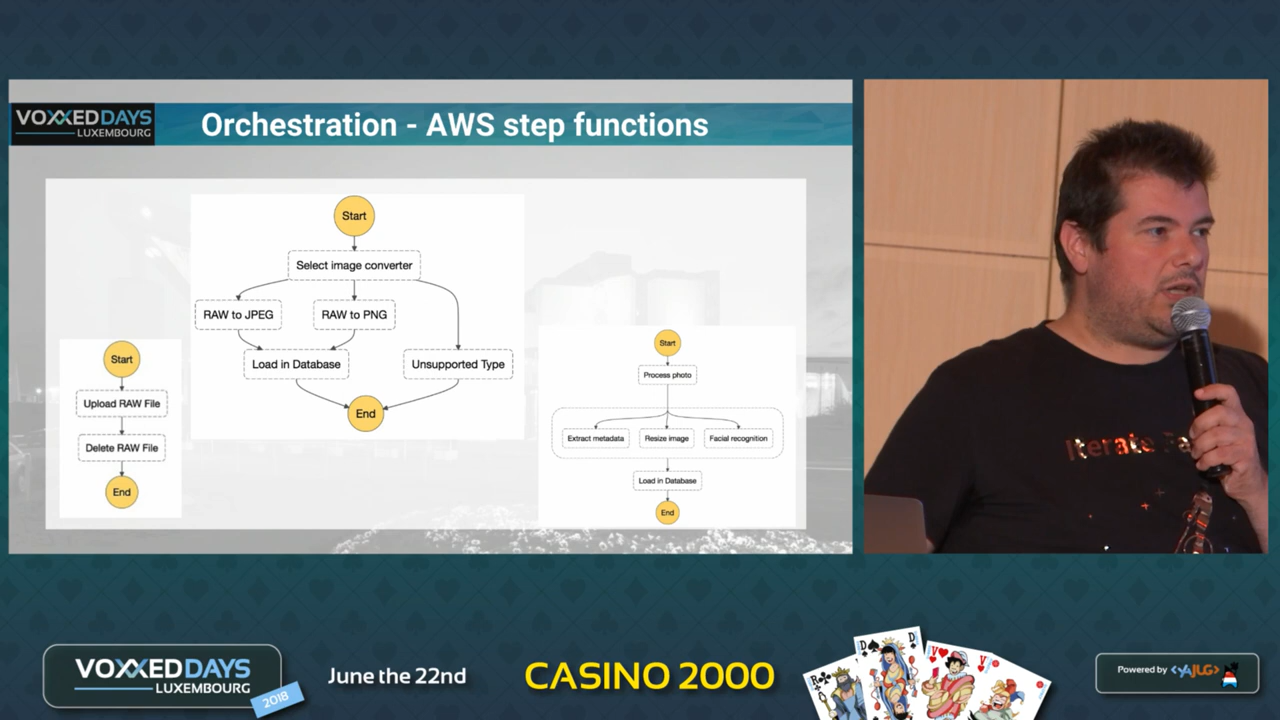 VOXXEDDAYS
LUXEMBOURG
Orchestration - AWS step functions
Start
Upload RAW File
Delete RAW File
End
Start
Select image converter
RAW to JPEG
RAW to PNG
Load in Database
Unsupported Type
End
Start
Process photo
Extract metadata
Resize image
Facial recognition
Load in Database
End
Iterate Fa
VOXXEDDAYS
LUXEMBOURG
2018
June the 22nd
CASINO 2000
R
D
D
V
V
Powered by <YAJUG>